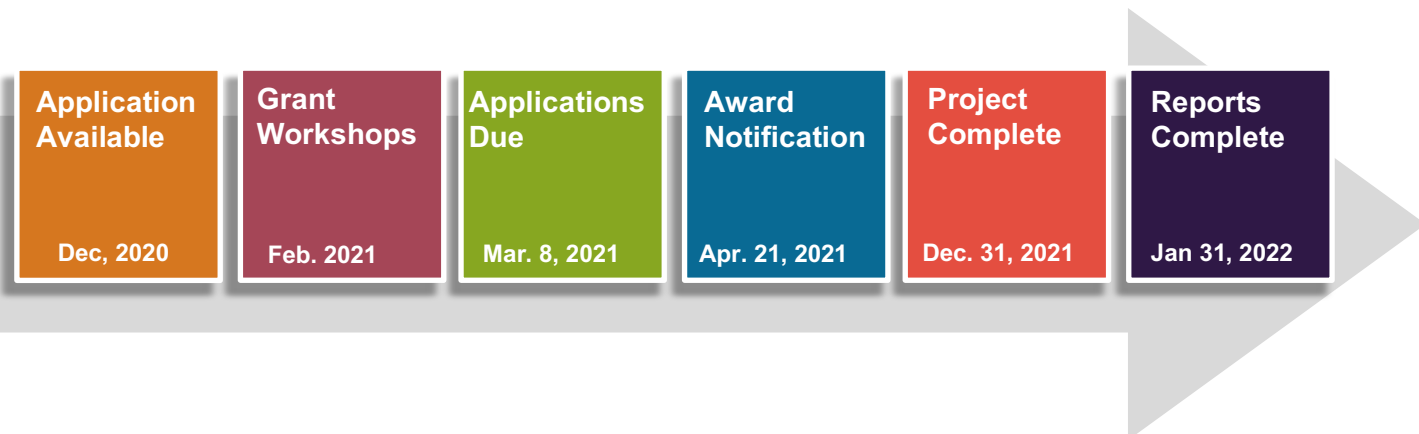 Application
Available
Dec, 2020
Grant
Workshops
Feb. 2021
Applications
Due
Mar. 8, 2021
Award
Notification
Apr. 21, 2021
Project
Complete
Dec. 31, 2021
Reports
Complete
Jan 31, 2022